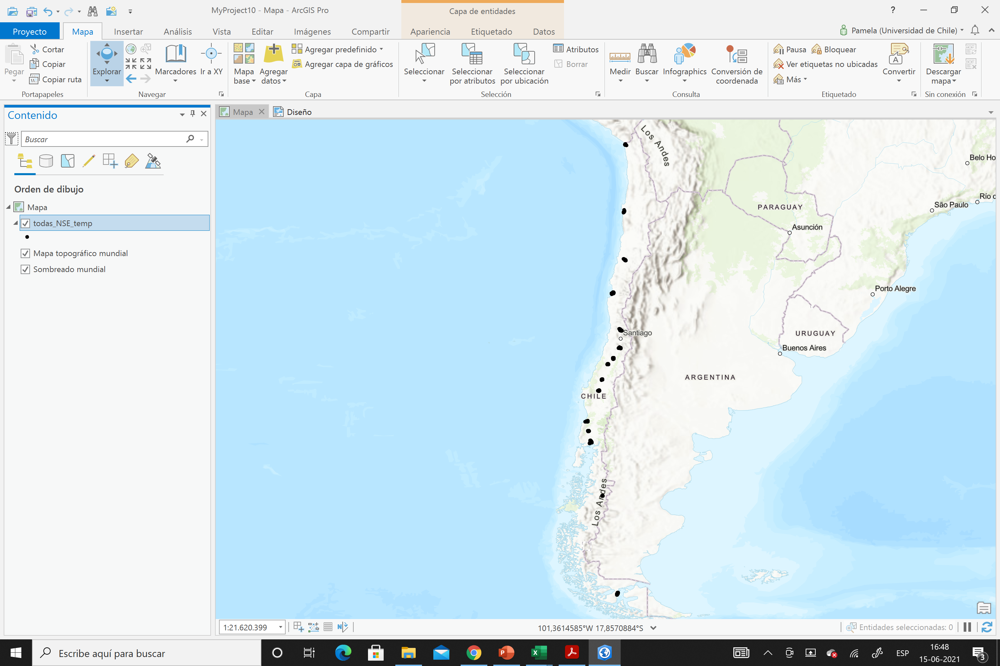 MyProject10 - Mapa - ArcGIS Pro
Capa de entidades
?
Proyecto
Mapa
Insertar
Análisis
Vista
Editar
Imágenes
Compartir
Apariencia
Etiquetado
Datos
Pamela (Universidad de Chile)
Pegar
Cortar
Copiar
Copiar ruta
Portapapeles
Explorar
Marcadores
Ir a XY
Navegar
Mapa base
Agregar datos
Agregar predefinido
Agregar capa de gráficos
Capa
Seleccionar
Seleccionar por atributos
Seleccionar por ubicación
Atributos
Borrar
Selección
Medir
Buscar
Infographics
Conversión de coordenada
Consulta
Pausa
Bloquear
Ver etiquetas no ubicadas
Más
Convertir
Etiquetado
Descargar mapa
Sin conexión
Contenido
Buscar
Orden de dibujo
Mapa
todas_NSE_temp
Mapa topográfico mundial
Sombreado mundial
Mapa
Diseño
Los Andes
Belo Ho
Río d
São Paulo
PARAGUAY
Asunción
Porto Alegre
Santiago
URUGUAY
Buenos Aires
ARGENTINA
CHILE
Los Andes
1:21.620.399
101,3614585°W 17,8570884°S
Entidades seleccionadas: 0
Escribe aquí para buscar
ESP
16:48
15-06-2021
3